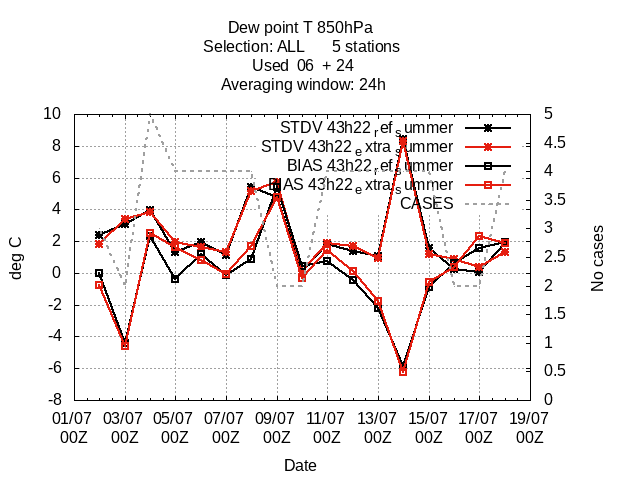 Dew point T 850hPa
Selection: ALL 5 stations
Used 06 + 24
Averaging window: 24h
STDV 43h22_ref_summer
STDV 43h22_extra_summer
BIAS 43h22_ref_summer
BIAS 43h22_extra_summer
CASES
deg C
10
8
6
4
2
0
-2
-4
-6
-8
5
4.5
4
3.5
3
2.5
2
1.5
1
0.5
0
No cases
01/07 03/07 05/07 07/07 09/07 11/07 13/07 15/07 17/07 19/07
00Z 00Z 00Z 00Z 00Z 00Z 00Z 00Z 00Z 00Z
Date